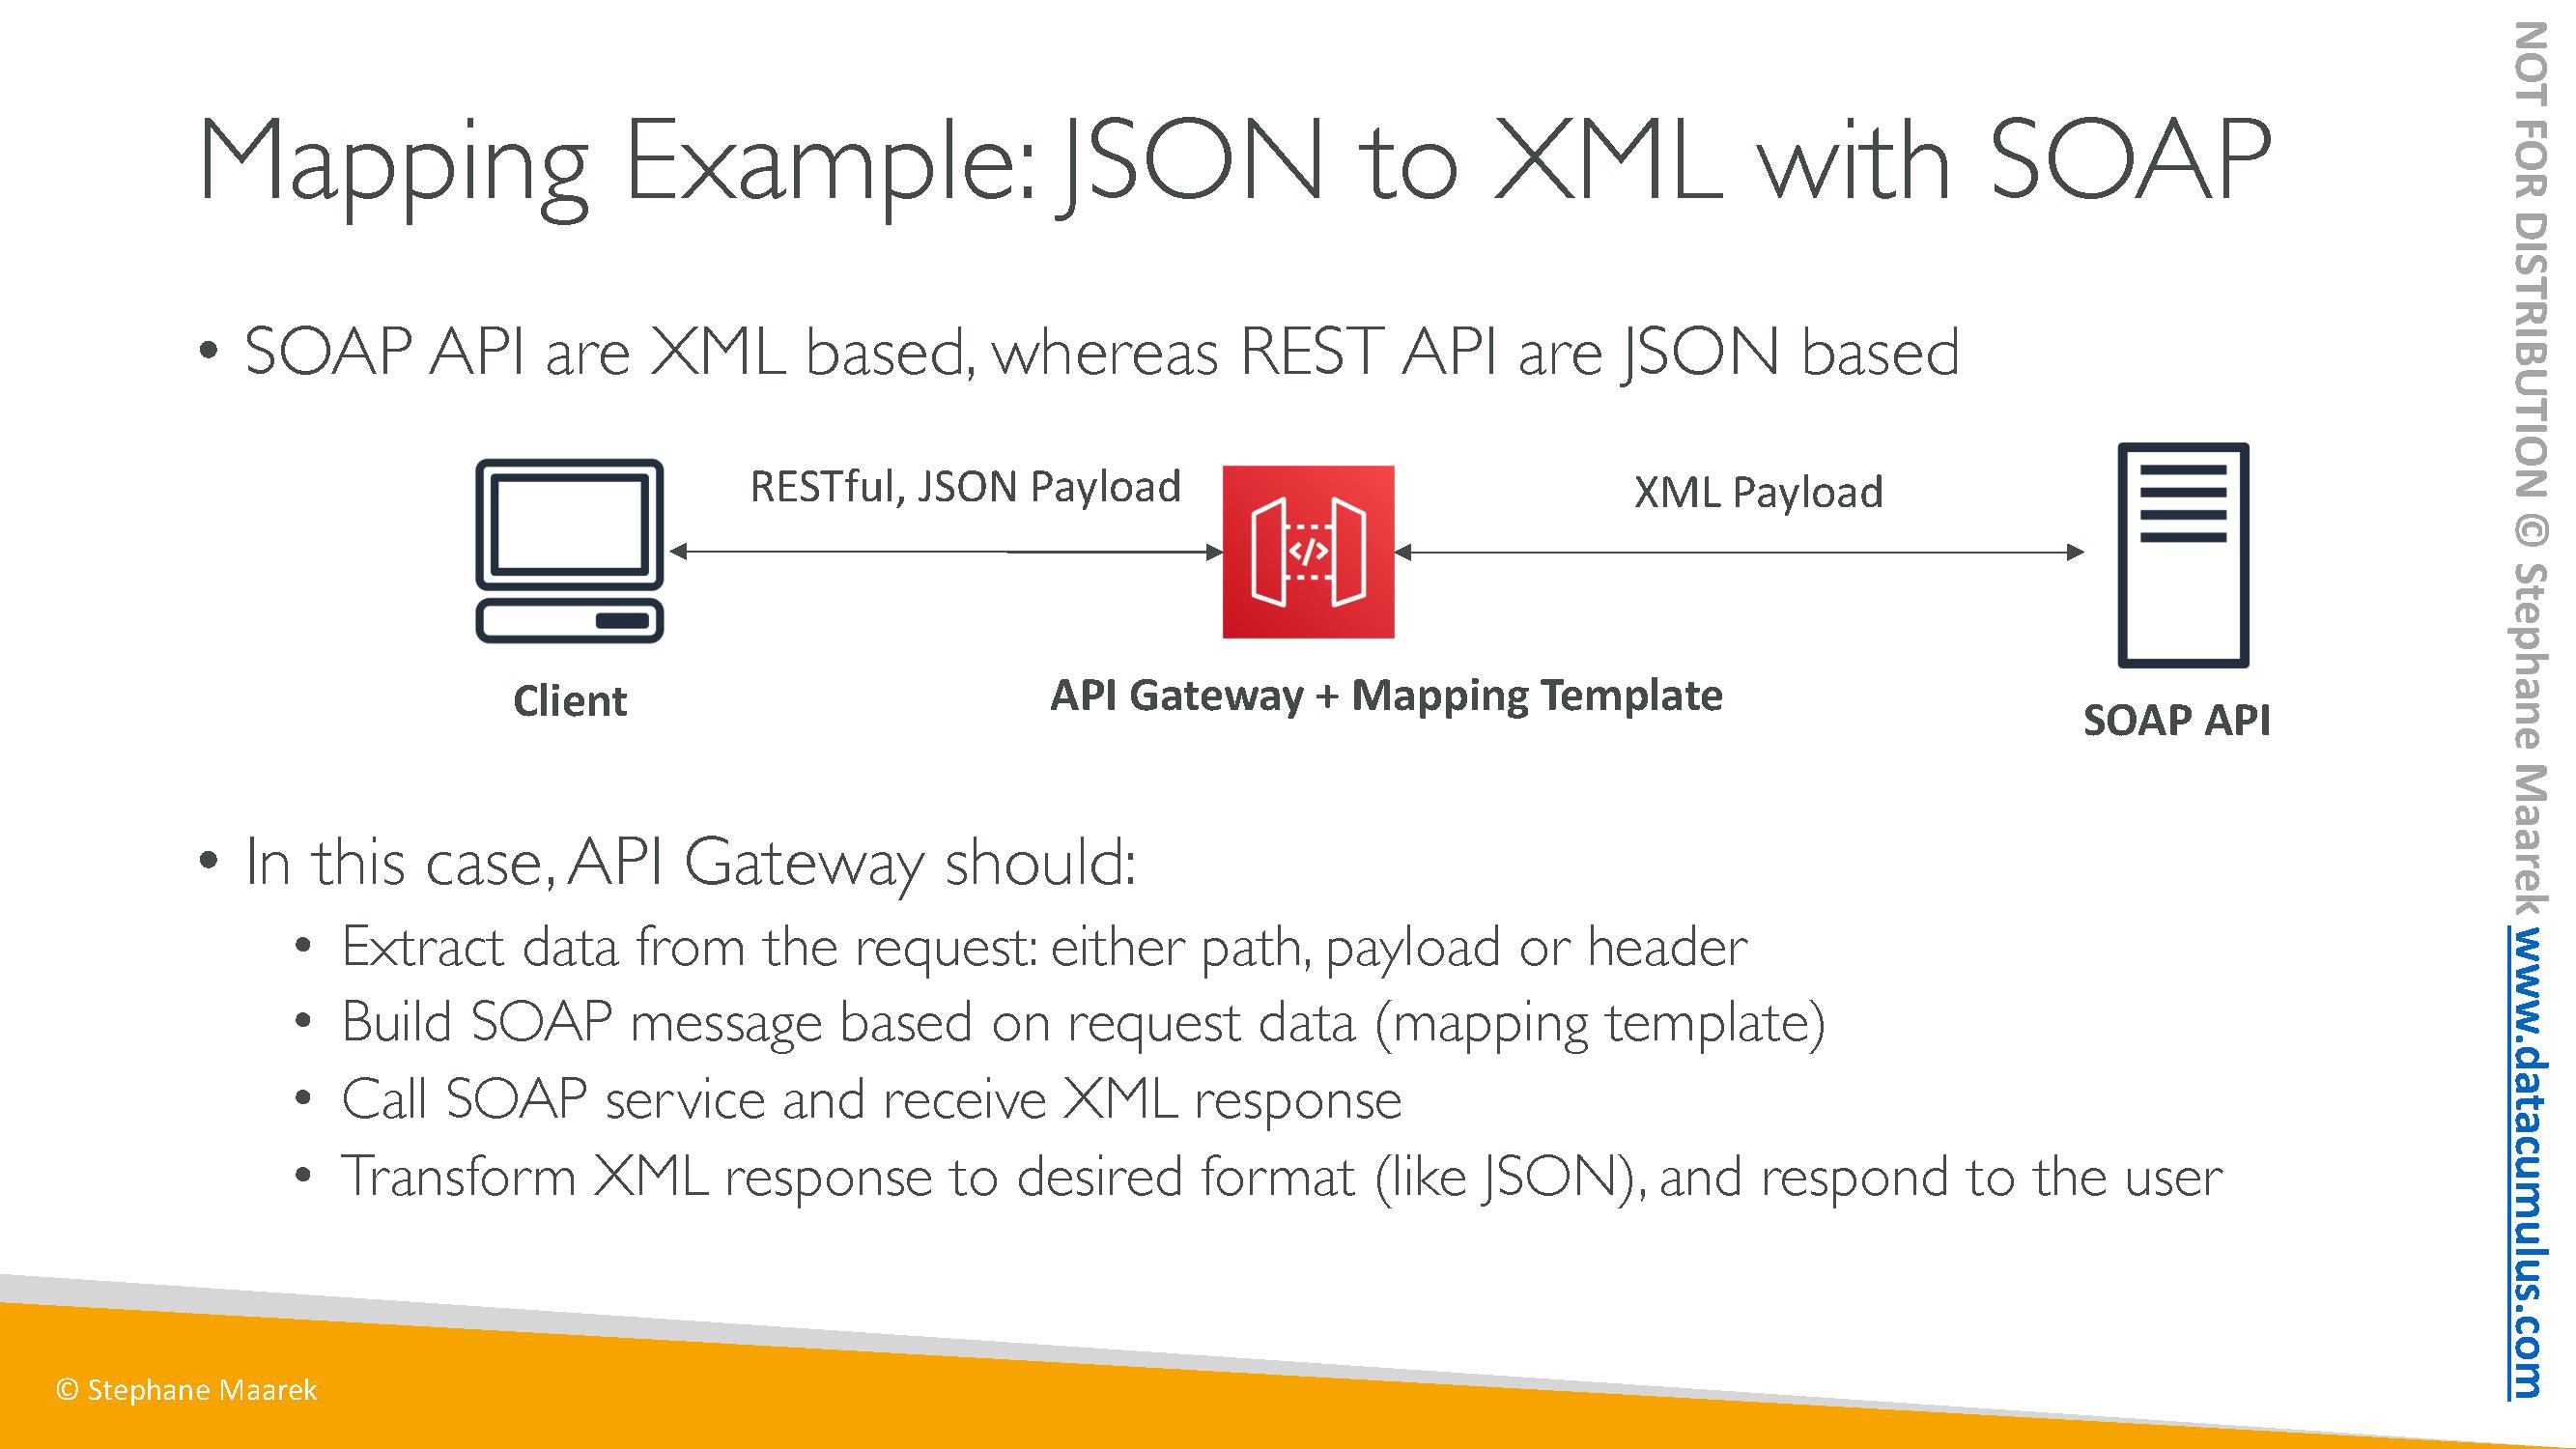 Mapping Example: JSON to XML with SOAP
• SOAP API are XML based, whereas REST API are JSON based
RESTful, JSON Payload
XML Payload
</>
Client
API Gateway + Mapping Template
SOAP API
• In this case, API Gateway should:
• Extract data from the request: either path, payload or header
• Build SOAP message based on request data (mapping template)
• Call SOAP service and receive XML response
• Transform XML response to desired format (like JSON), and respond to the user
© Stephane Maarek
NOT FOR DISTRIBUTION © Stephane Maarek www.datacumulus.com